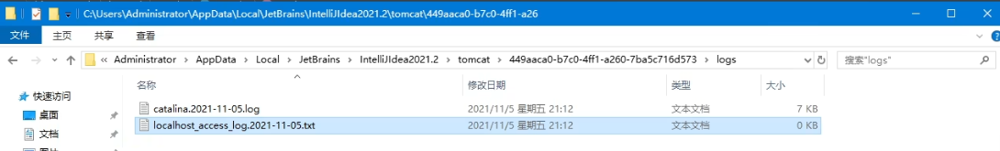 C:\Users\Administrator\AppData\Local\JetBrains\IntelliJIdea2021.2\tomcat\449aaca0-b7c0-4ff1-a26
文件 主页 共享 查看
« Administrator > AppData > Local > JetBrains > IntelliJIdea2021.2 > tomcat > 449aaca0-b7c0-4ff1-a260-7ba5c716d573 > logs
搜索"logs"
名称 修改日期 类型 大小
快速访问
catalina.2021-11-05.log 2021/11/5 星期五 21:12 文本文档 7 KB
桌面
localhost_access_log.2021-11-05.txt 2021/11/5 星期五 21:12 文本文档 0 KB
文档